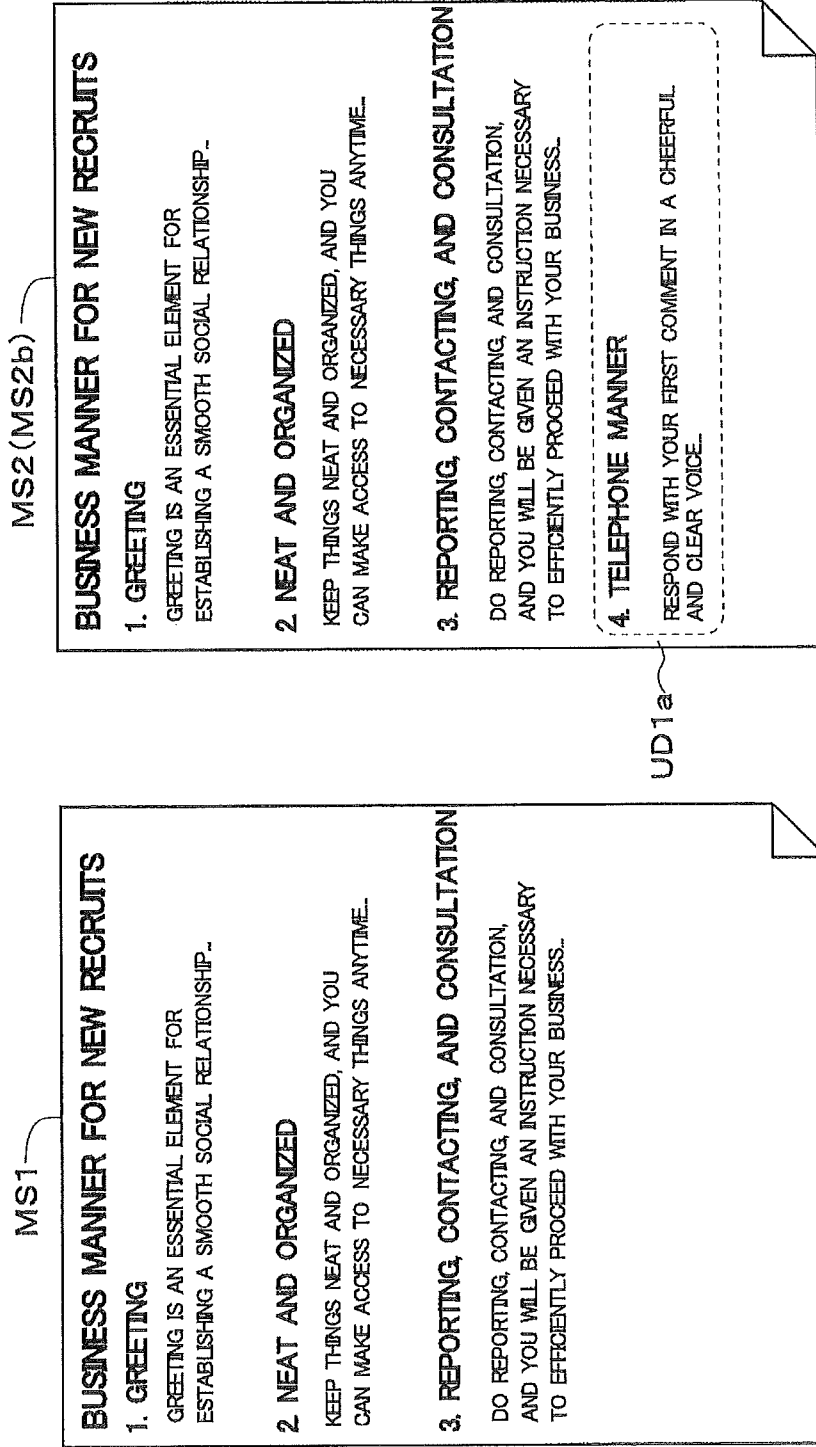 MS1
BUSINESS MANNER FOR NEW RECRUITS
1. GREETING
GREETING IS AN ESSENTIAL ELEMENT FOR
ESTABLISHING A SMOOTH SOCIAL RELATIONSHIP...
2. NEAT AND ORGANIZED
KEEP THINGS NEAT AND ORGANIZED, AND YOU
CAN MAKE ACCESS TO NECESSARY THINGS ANYTIME...
3. REPORTING, CONTACTING, AND CONSULTATION
DO REPORTING, CONTACTING, AND CONSULTATION,
AND YOU WILL BE GIVEN AN INSTRUCTION NECESSARY
TO EFFICIENTLY PROCEED WITH YOUR BUSINESS...
MS2(MS2b)
BUSINESS MANNER FOR NEW RECRUITS
1. GREETING
GREETING IS AN ESSENTIAL ELEMENT FOR
ESTABLISHING A SMOOTH SOCIAL RELATIONSHIP...
2. NEAT AND ORGANIZED
KEEP THINGS NEAT AND ORGANIZED, AND YOU
CAN MAKE ACCESS TO NECESSARY THINGS ANYTIME...
3. REPORTING, CONTACTING, AND CONSULTATION
DO REPORTING, CONTACTING, AND CONSULTATION,
AND YOU WILL BE GIVEN AN INSTRUCTION NECESSARY
TO EFFICIENTLY PROCEED WITH YOUR BUSINESS...
UD1a
4. TELEPHONE MANNER
RESPOND WITH YOUR FIRST COMMENT IN A CHEERFUL
AND CLEAR VOICE...